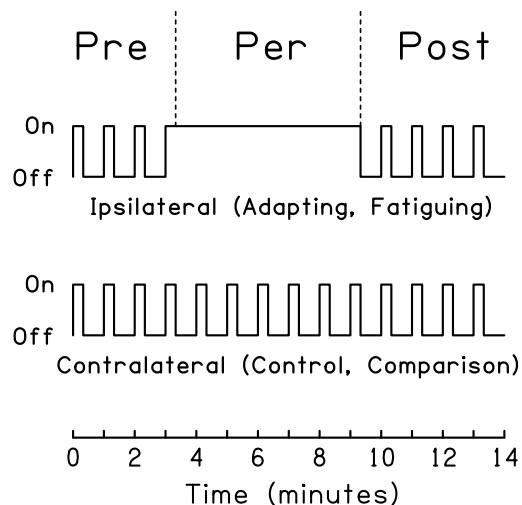 Pre Per Post
On
Off
Ipsilateral (Adapting, Fatiguing)
On
Off
Contralateral (Control, Comparison)
0 2 4 6 8 10 12 14
Time (minutes)